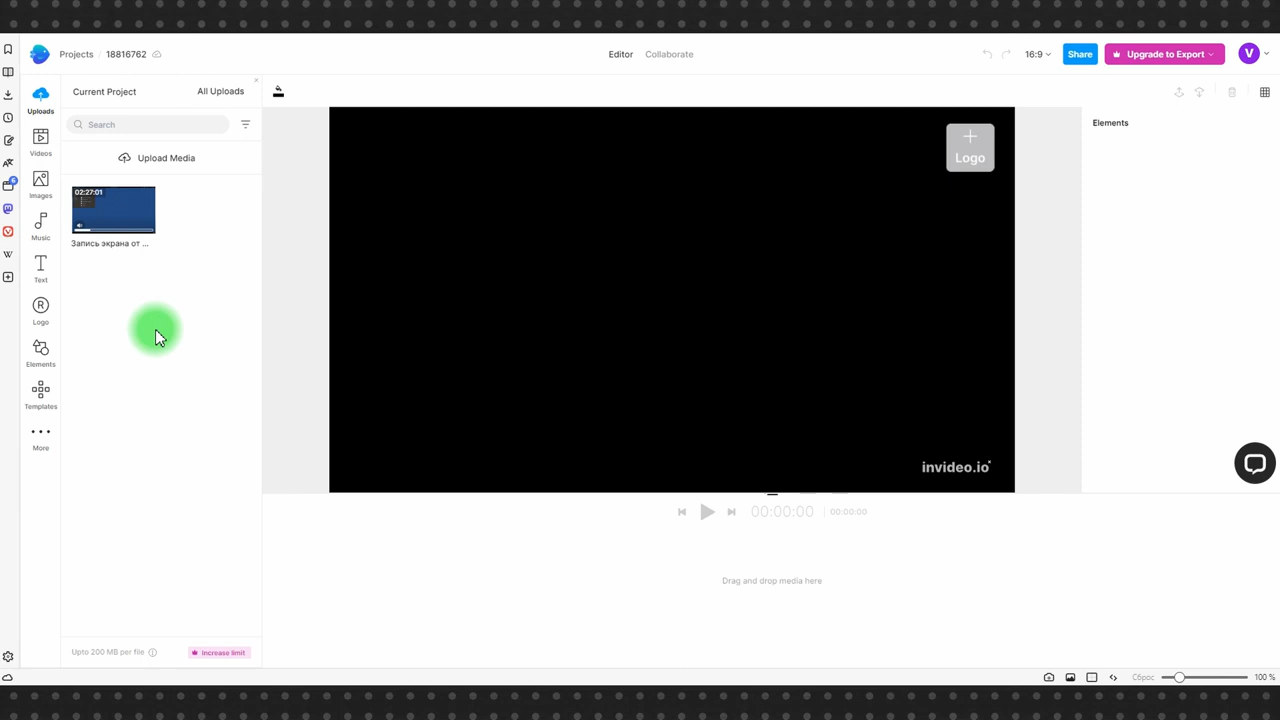 Projects / 18816762
Editor
Collaborate
16:9
Share
Upgrade to Export
V
Uploads
Videos
Images
Music
Text
R
Logo
Elements
Templates
More
Current Project
All Uploads
Search
Upload Media
02:27:01
Запись экрана от ...
Upto 200 MB per file
Increase limit
Logo
invideo.io
Elements
00:00:00
00:00:00
Drag and drop media here
Сброс
100 %